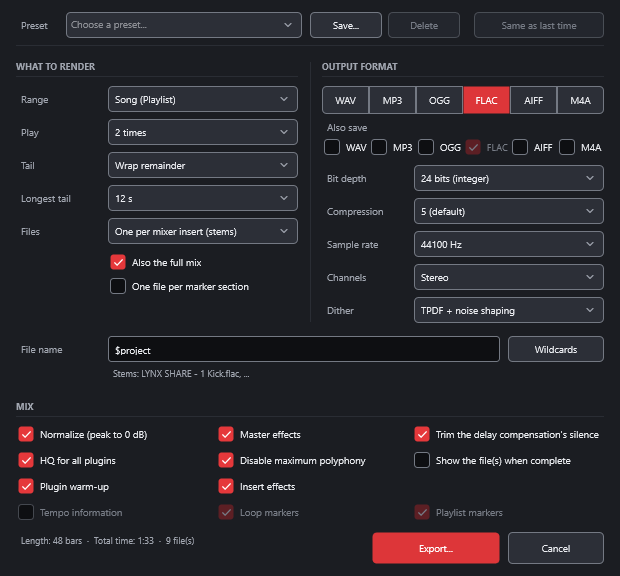 Preset Choose a preset... Save... Delete Same as last time
WHAT TO RENDER
Range Song (Playlist)
Play 2 times
Tail Wrap remainder
Longest tail 12 s
Files One per mixer insert (stems)
Also the full mix
One file per marker section
OUTPUT FORMAT
WAV MP3 OGG FLAC AIFF M4A
Also save
WAV MP3 OGG FLAC AIFF M4A
Bit depth 24 bits (integer)
Compression 5 (default)
Sample rate 44100 Hz
Channels Stereo
Dither TPDF + noise shaping
File name $project Wildcards
Stems: LYNX SHARE - 1 Kick.flac, ...
MIX
Normalize (peak to 0 dB) Master effects Trim the delay compensation's silence
HQ for all plugins Disable maximum polyphony Show the file(s) when complete
Plugin warm-up Insert effects
Tempo information Loop markers Playlist markers
Length: 48 bars · Total time: 1:33 · 9 file(s) Export... Cancel